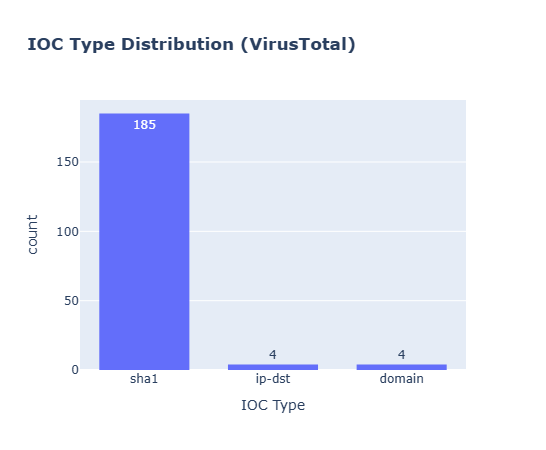 IOC Type Distribution (VirusTotal)
185
150
100
50
0
4
4
count
sha1
ip-dst
domain
IOC Type